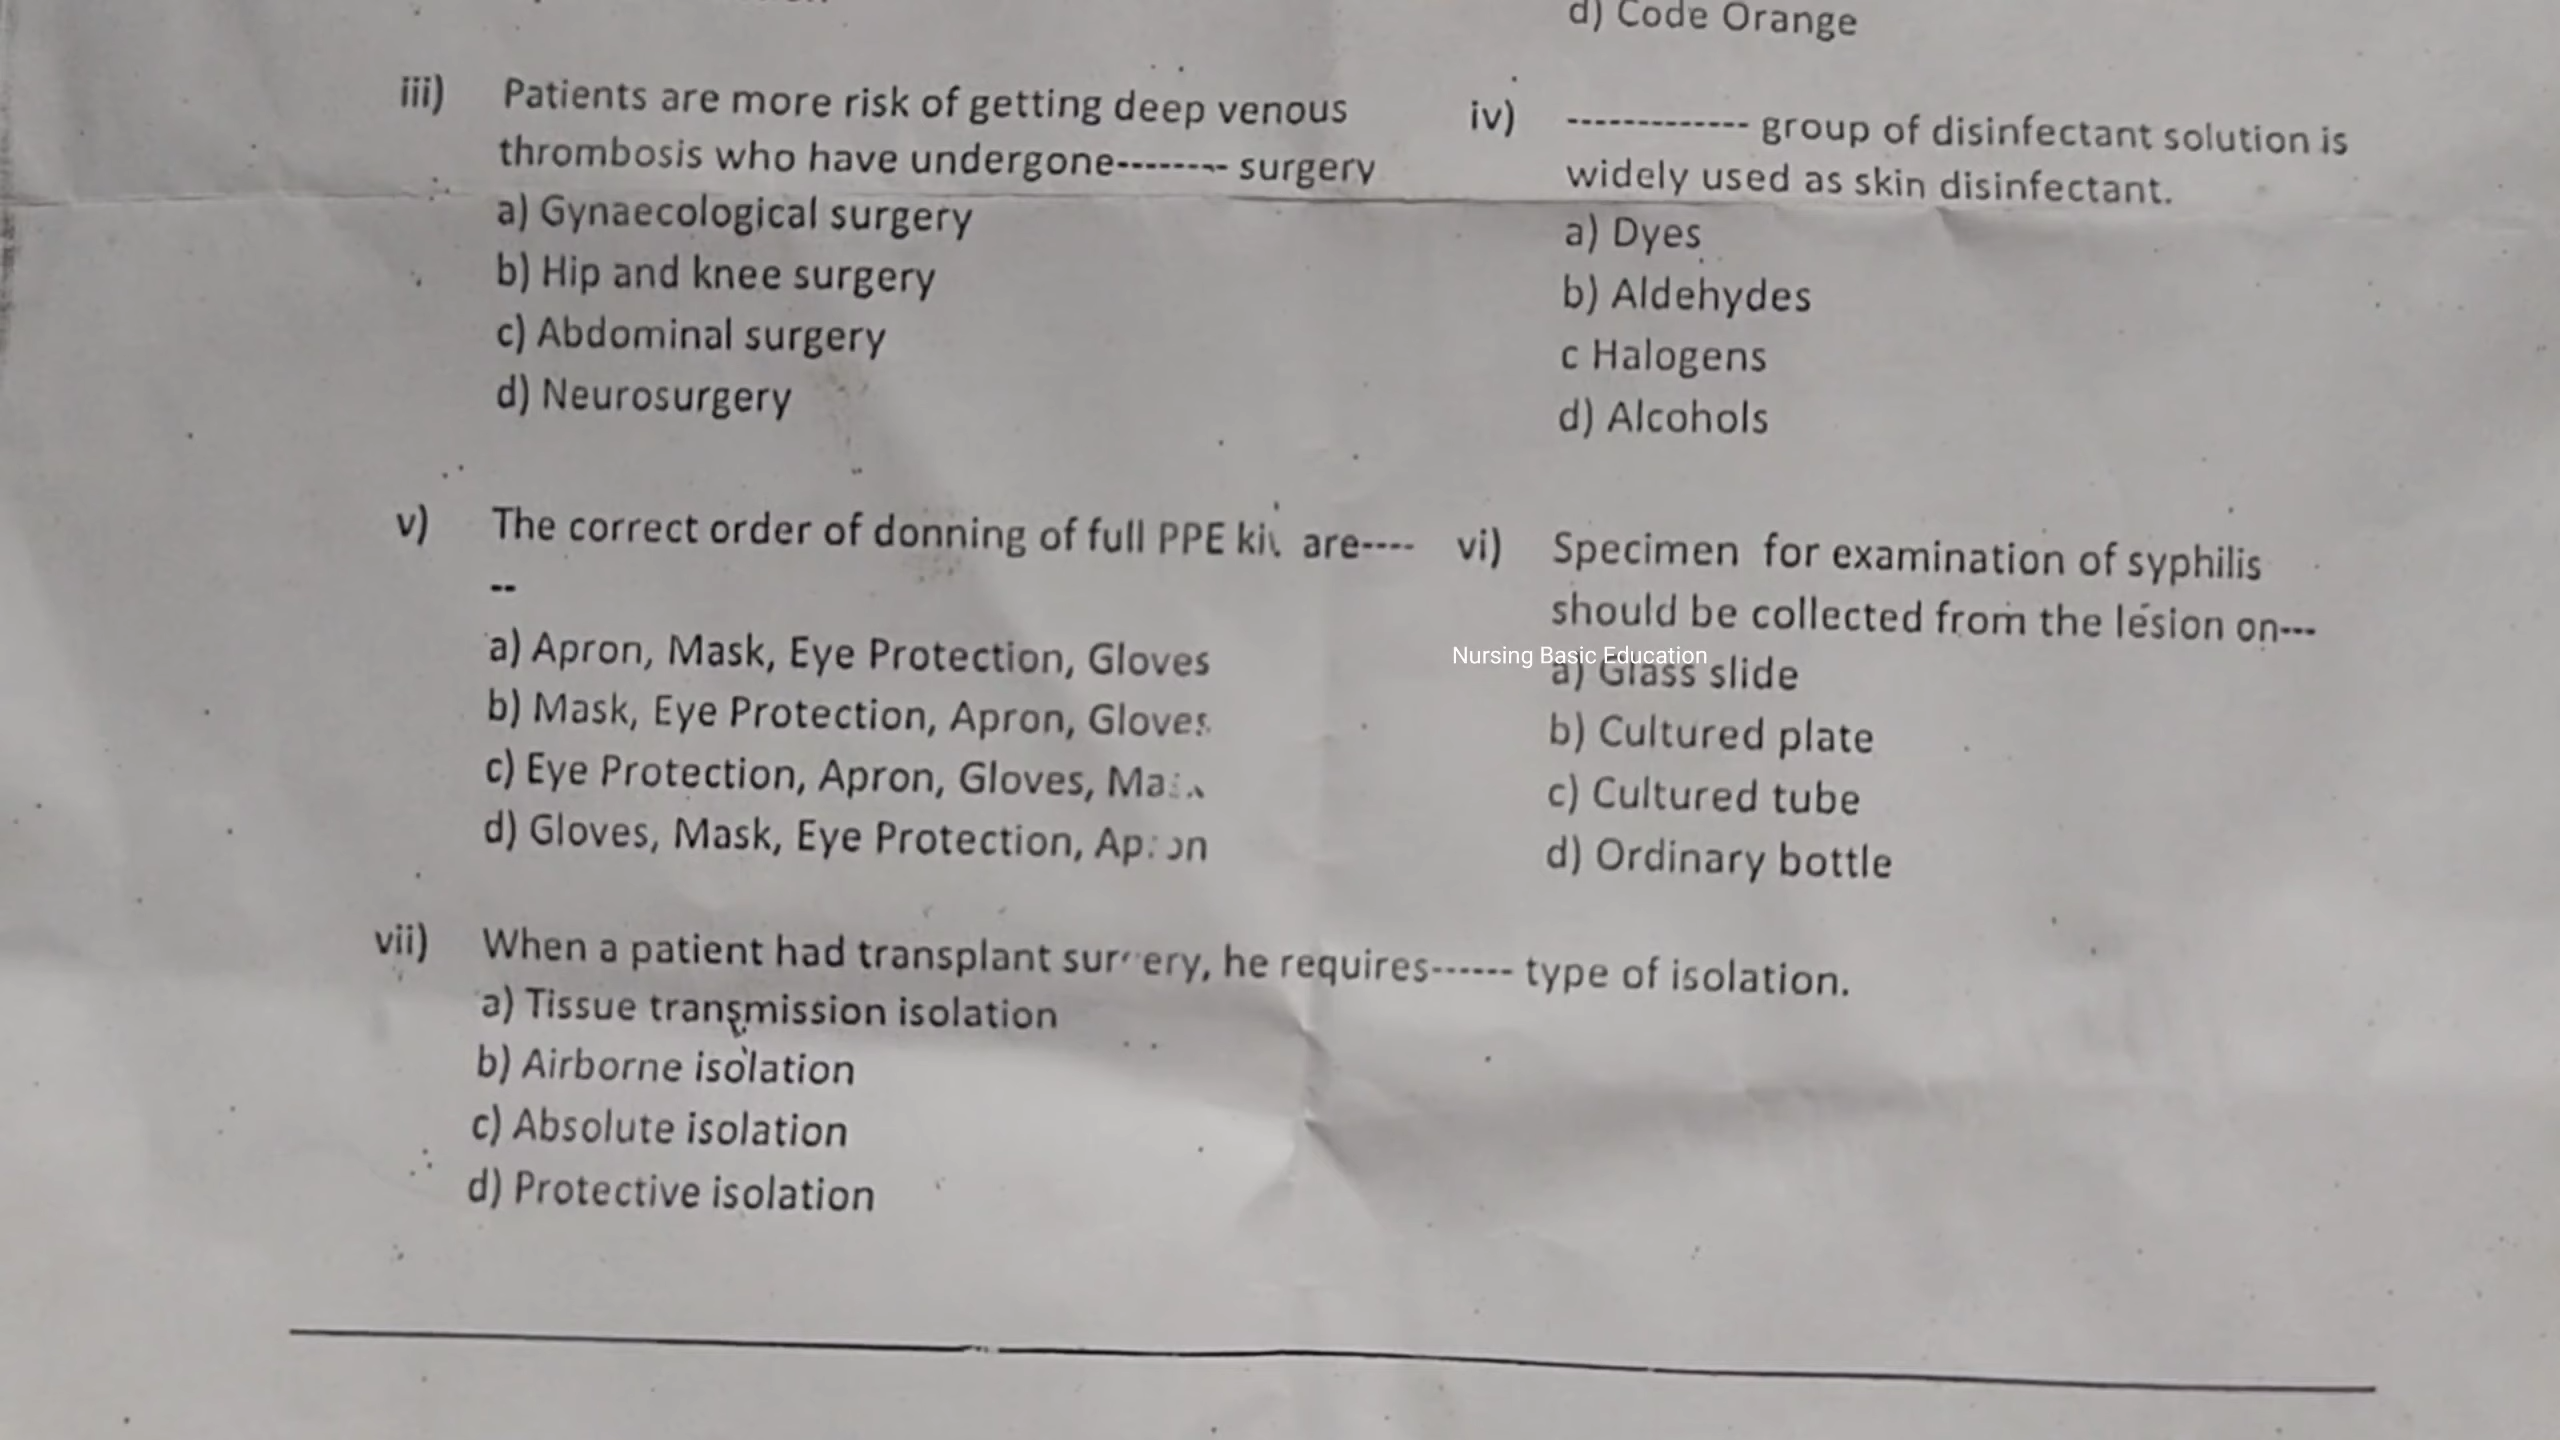 d) Code Orange
iii) Patients are more risk of getting deep venous
thrombosis who have undergone-------- surgery
a) Gynaecological surgery
b) Hip and knee surgery
c) Abdominal surgery
d) Neurosurgery
iv) ------------- group of disinfectant solution is
widely used as skin disinfectant.
a) Dyes
b) Aldehydes
c Halogens
d) Alcohols
v) The correct order of donning of full PPE kit are----
--
a) Apron, Mask, Eye Protection, Gloves
b) Mask, Eye Protection, Apron, Gloves
c) Eye Protection, Apron, Gloves, Mask
d) Gloves, Mask, Eye Protection, Apron
vi) Specimen for examination of syphilis
should be collected from the lesion on---
Nursing Basic Education
a) Glass slide
b) Cultured plate
c) Cultured tube
d) Ordinary bottle
vii) When a patient had transplant surgery, he requires------ type of isolation.
a) Tissue transmission isolation
b) Airborne isolation
c) Absolute isolation
d) Protective isolation